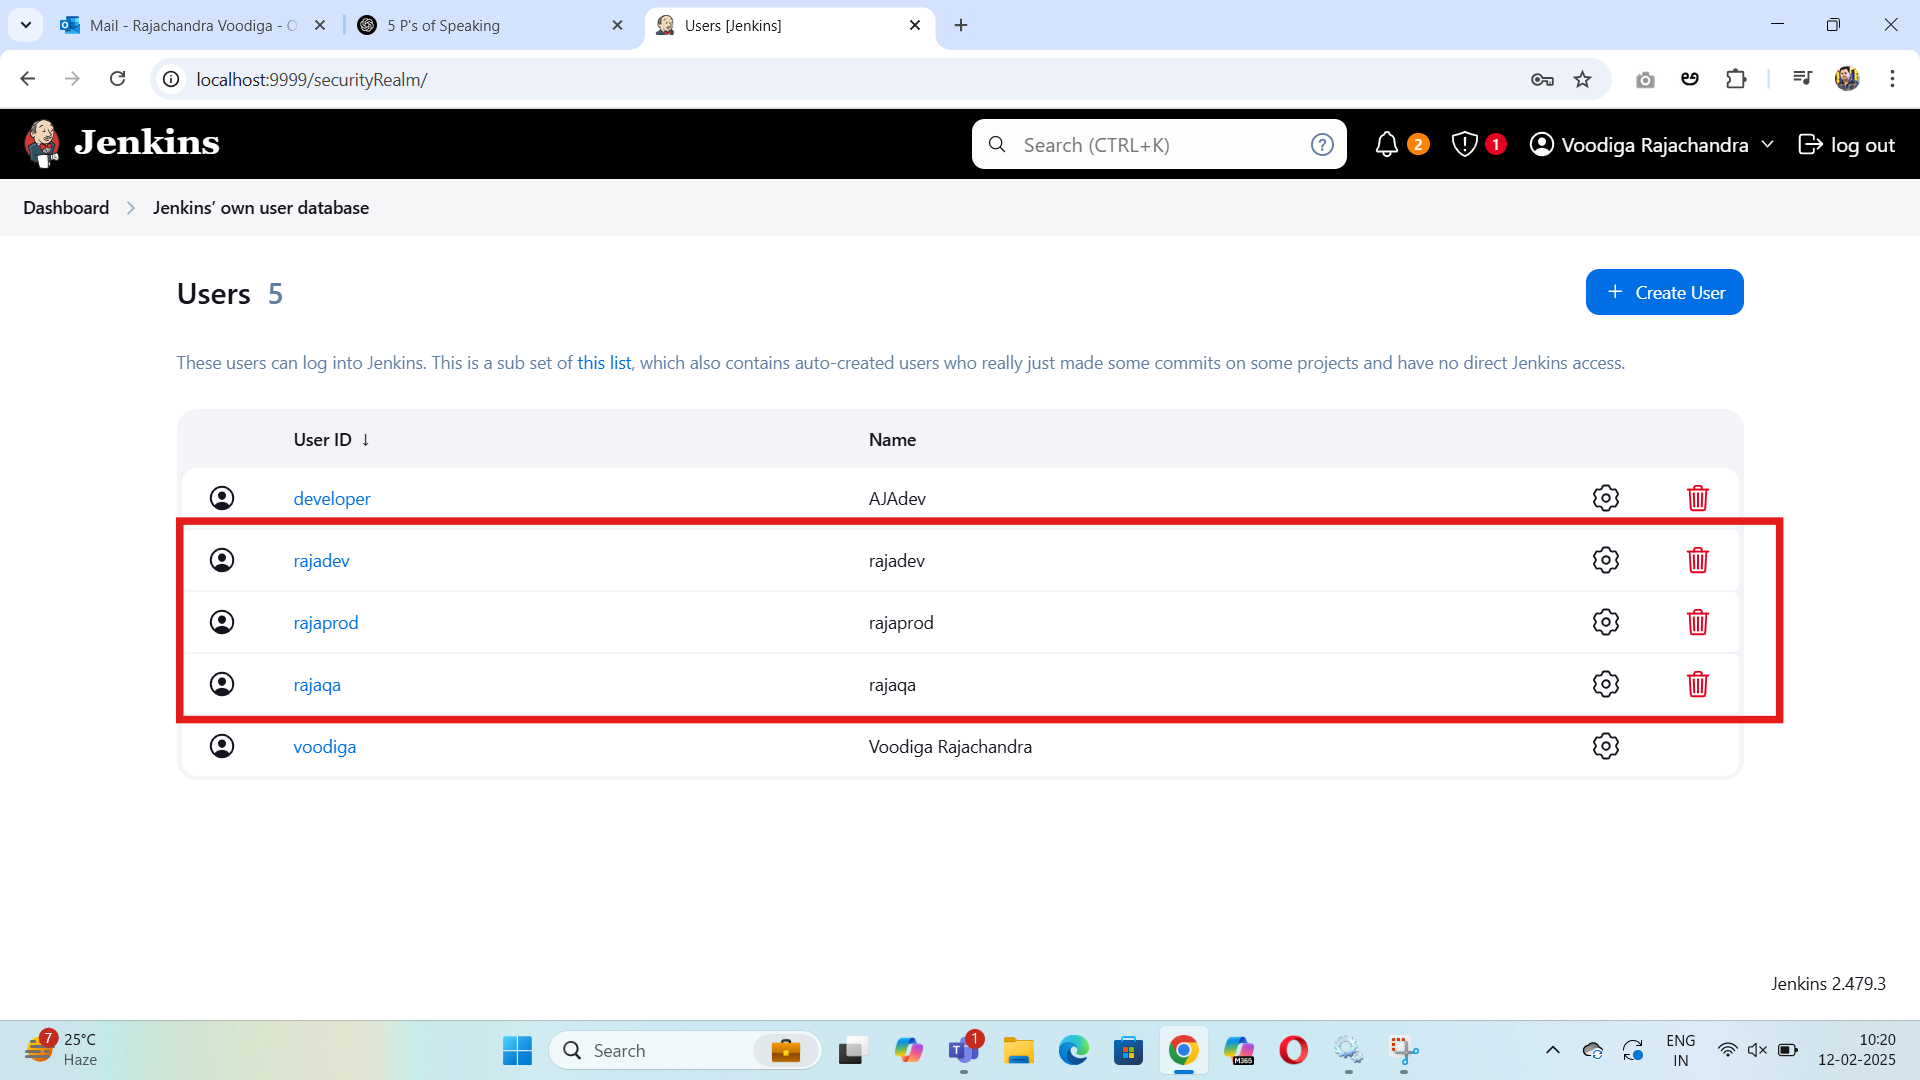 Mail - Rajachandra Voodiga - O
5 P's of Speaking
Users [Jenkins]
localhost:9999/securityRealm/
Jenkins
Search (CTRL+K)
?
2
1
Voodiga Rajachandra
log out
Dashboard
Jenkins' own user database
Users 5
+ Create User
These users can log into Jenkins. This is a sub set of this list, which also contains auto-created users who really just made some commits on some projects and have no direct Jenkins access.
User ID ↓ Name
developer AJAdev
rajadev rajadev
rajaprod rajaprod
rajaqa rajaqa
voodiga Voodiga Rajachandra
Jenkins 2.479.3
7
25°C
Haze
Search
T
1
M365
ENG
IN
10:20
12-02-2025